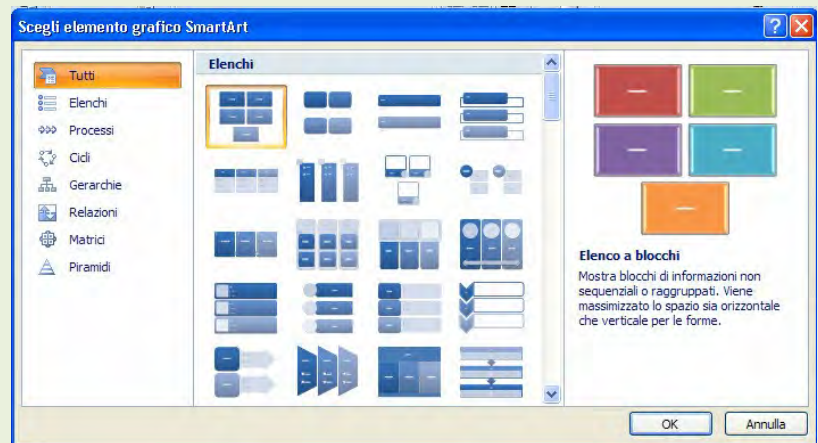 Scegli elemento grafico SmartArt
Tutti
Elenchi
Processi
Cicli
Gerarchie
Relazioni
Matrici
Piramidi
Elenchi
Elenco a blocchi
Mostra blocchi di informazioni non
sequenziali o raggruppati. Viene
massimizzato lo spazio sia orizzontale
che verticale per le forme.
OK
Annulla